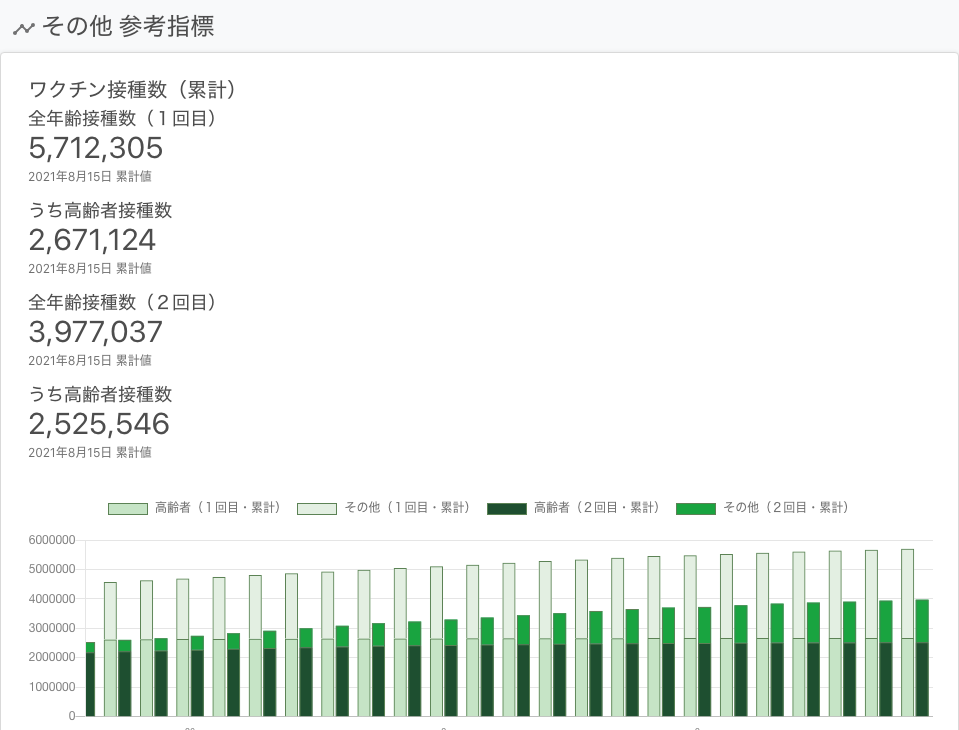 その他 参考指標
ワクチン接種数（累計）
全年齢接種数（１回目）
5,712,305
2021年8月15日 累計値
うち高齢者接種数
2,671,124
2021年8月15日 累計値
全年齢接種数（２回目）
3,977,037
2021年8月15日 累計値
うち高齢者接種数
2,525,546
2021年8月15日 累計値
高齢者（１回目・累計） その他（１回目・累計） 高齢者（２回目・累計） その他（２回目・累計）
6000000
5000000
4000000
3000000
2000000
1000000
0